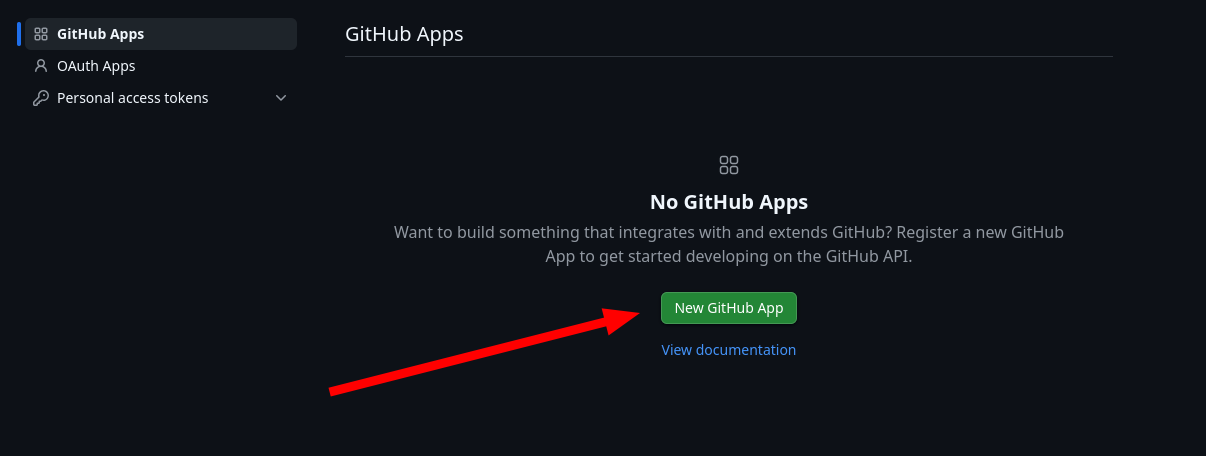 GitHub Apps
OAuth Apps
Personal access tokens
GitHub Apps
No GitHub Apps
Want to build something that integrates with and extends GitHub? Register a new GitHub
App to get started developing on the GitHub API.
New GitHub App
View documentation